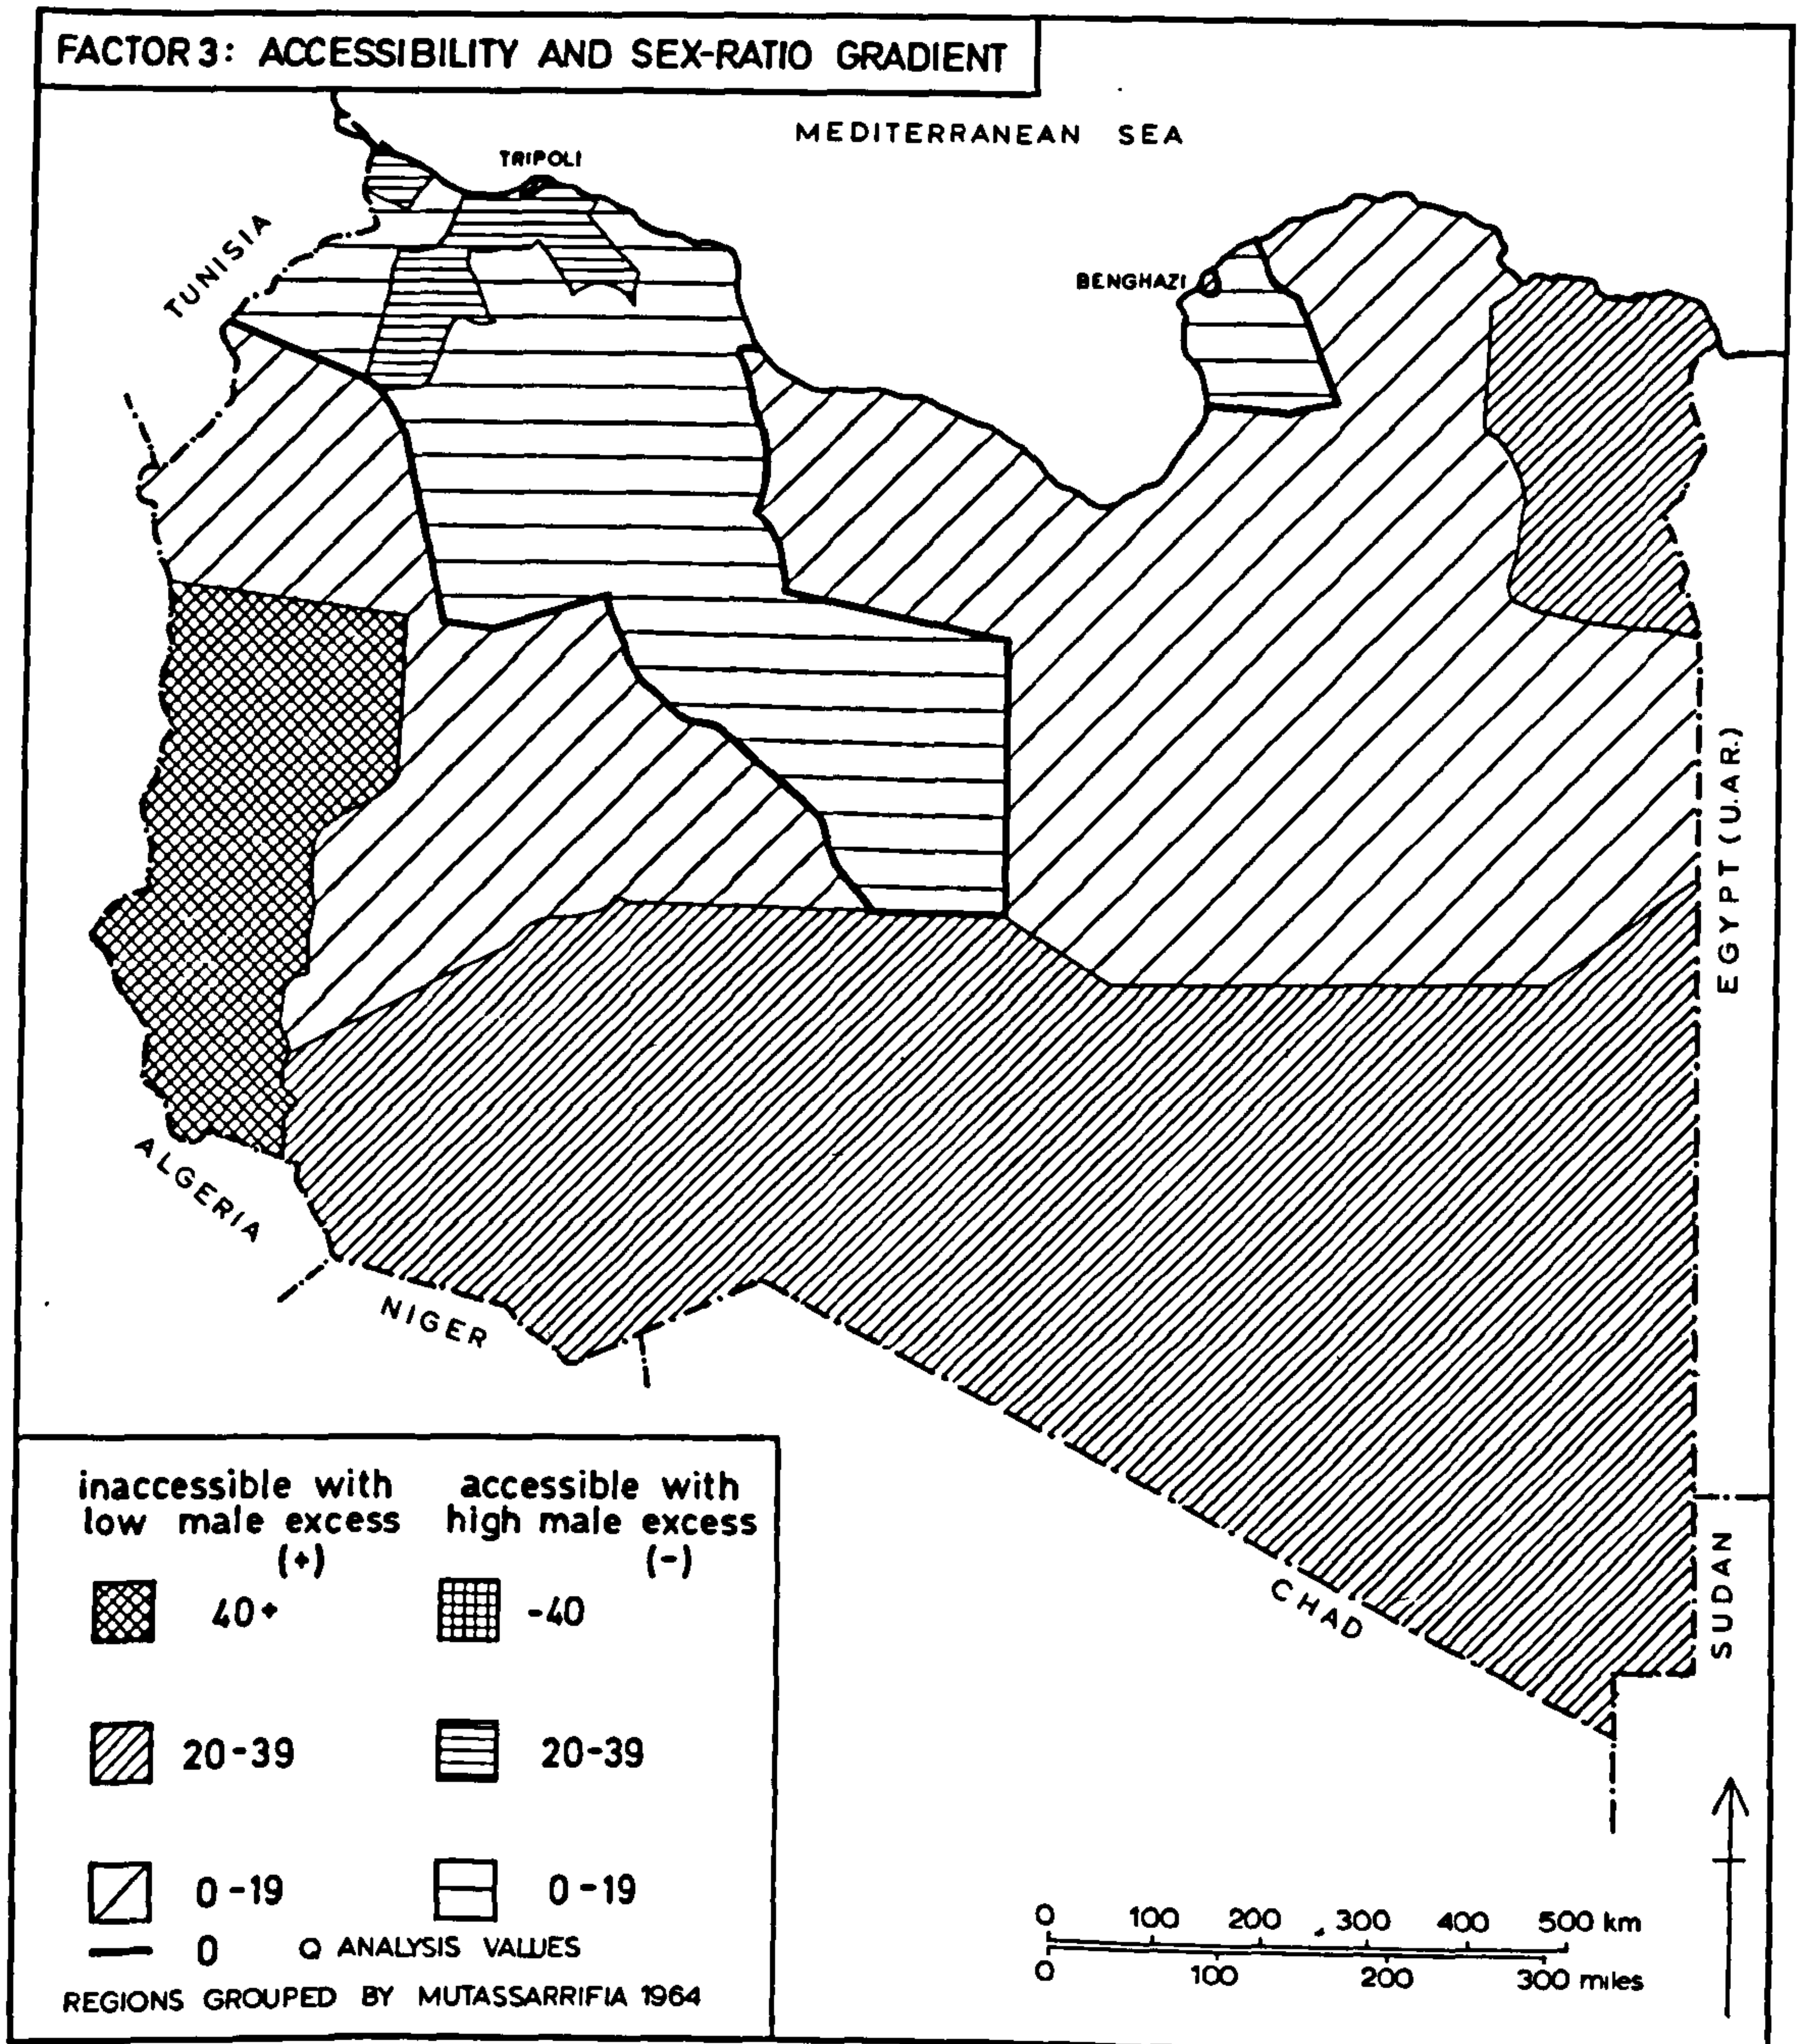 FACTOR 3: ACCESSIBILITY AND SEX-RATIO GRADIENT
MEDITERRANEAN SEA
TRIPOLI
TUNISIA
BENGHAZI
EGYPT (U.A.R.)
ALGERIA
NIGER
CHAD
SUDAN
inaccessible with
low male excess
(+)
accessible with
high male excess
(-)
40+
-40
20-39
20-39
0-19
0-19
0
Q ANALYSIS VALUES
REGIONS GROUPED BY MUTASSARRIFIA 1964
0 100 200 300 400 500 km
0 100 200 300 miles